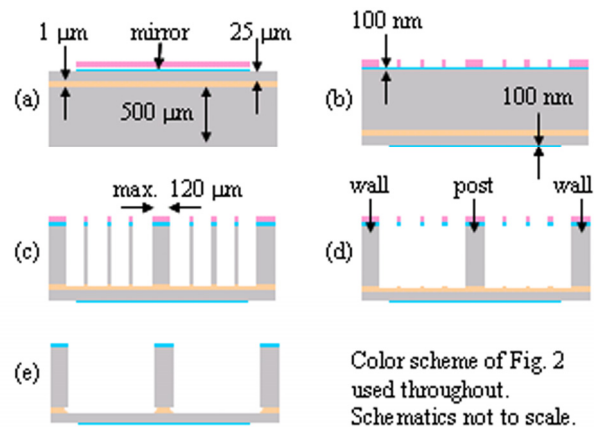 1 µm
mirror
25 µm
(a)
500 µm
100 nm
(b)
100 nm
max. 120 µm
(c)
wall
post
wall
(d)
(e)
Color scheme of Fig. 2
used throughout.
Schematics not to scale.